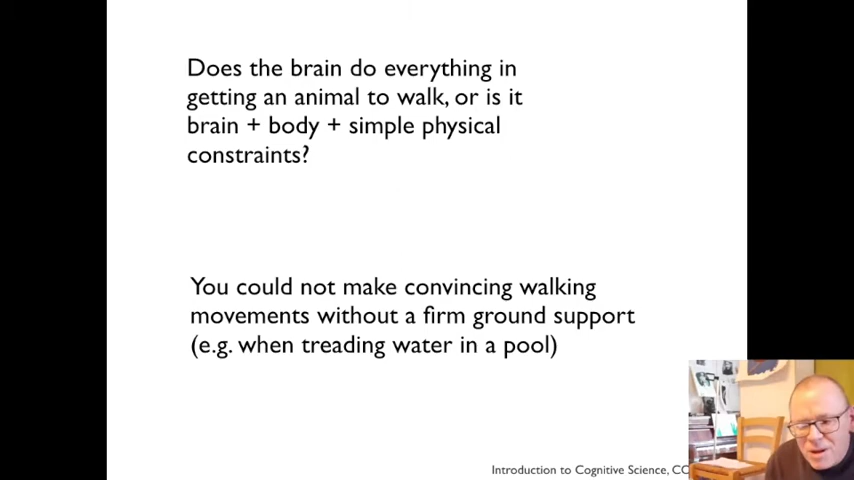 Does the brain do everything in
getting an animal to walk, or is it
brain + body + simple physical
constraints?
You could not make convincing walking
movements without a firm ground support
(e.g. when treading water in a pool)
Introduction to Cognitive Science, CO